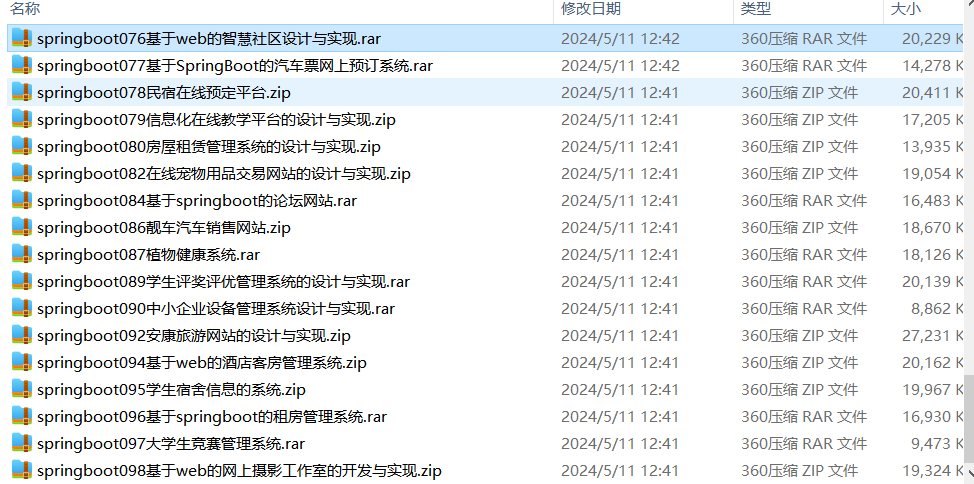 名称 修改日期 类型 大小
springboot076基于web的智慧社区设计与实现.rar 2024/5/11 12:42 360压缩 RAR 文件 20,229 K
springboot077基于SpringBoot的汽车票网上预订系统.rar 2024/5/11 12:42 360压缩 RAR 文件 14,278 K
springboot078民宿在线预定平台.zip 2024/5/11 12:41 360压缩 ZIP 文件 20,411 K
springboot079信息化在线教学平台的设计与实现.zip 2024/5/11 12:41 360压缩 ZIP 文件 17,205 K
springboot080房屋租赁管理系统的设计与实现.zip 2024/5/11 12:41 360压缩 ZIP 文件 13,935 K
springboot082在线宠物用品交易网站的设计与实现.zip 2024/5/11 12:41 360压缩 ZIP 文件 19,054 K
springboot084基于springboot的论坛网站.rar 2024/5/11 12:41 360压缩 RAR 文件 16,483 K
springboot086靓车汽车销售网站.zip 2024/5/11 12:41 360压缩 ZIP 文件 18,670 K
springboot087植物健康系统.rar 2024/5/11 12:41 360压缩 RAR 文件 18,126 K
springboot089学生评奖评优管理系统的设计与实现.rar 2024/5/11 12:41 360压缩 RAR 文件 20,139 K
springboot090中小企业设备管理系统设计与实现.rar 2024/5/11 12:41 360压缩 RAR 文件 8,862 K
springboot092安康旅游网站的设计与实现.zip 2024/5/11 12:41 360压缩 ZIP 文件 27,231 K
springboot094基于web的酒店客房管理系统.zip 2024/5/11 12:41 360压缩 ZIP 文件 20,162 K
springboot095学生宿舍信息的系统.zip 2024/5/11 12:41 360压缩 ZIP 文件 19,967 K
springboot096基于springboot的租房管理系统.rar 2024/5/11 12:41 360压缩 RAR 文件 16,930 K
springboot097大学生竞赛管理系统.rar 2024/5/11 12:41 360压缩 RAR 文件 9,473 K
springboot098基于web的网上摄影工作室的开发与实现.zip 2024/5/11 12:41 360压缩 ZIP 文件 19,324 K